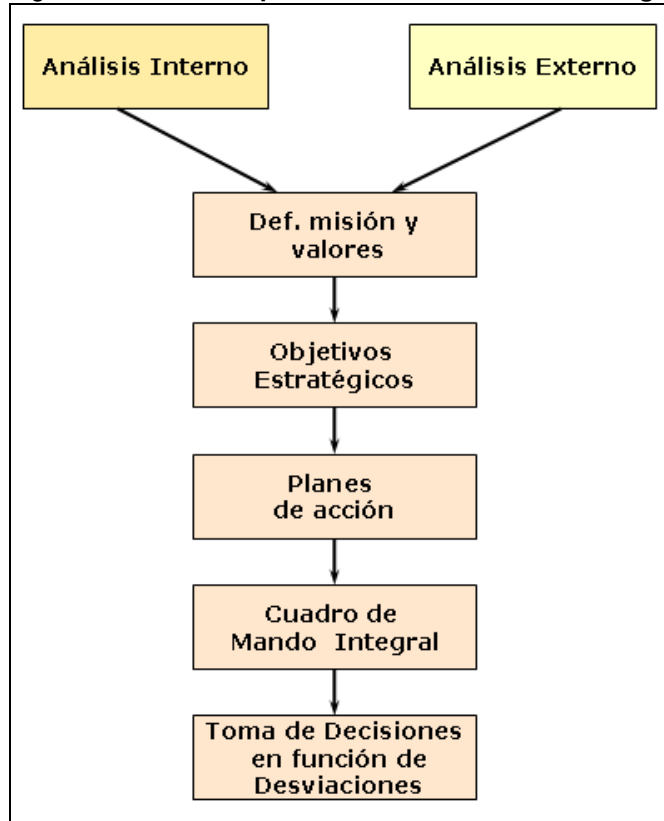 Análisis Interno
Análisis Externo
Def. misión y
valores
Objetivos
Estratégicos
Planes
de acción
Cuadro de
Mando Integral
Toma de Decisiones
en función de
Desviaciones